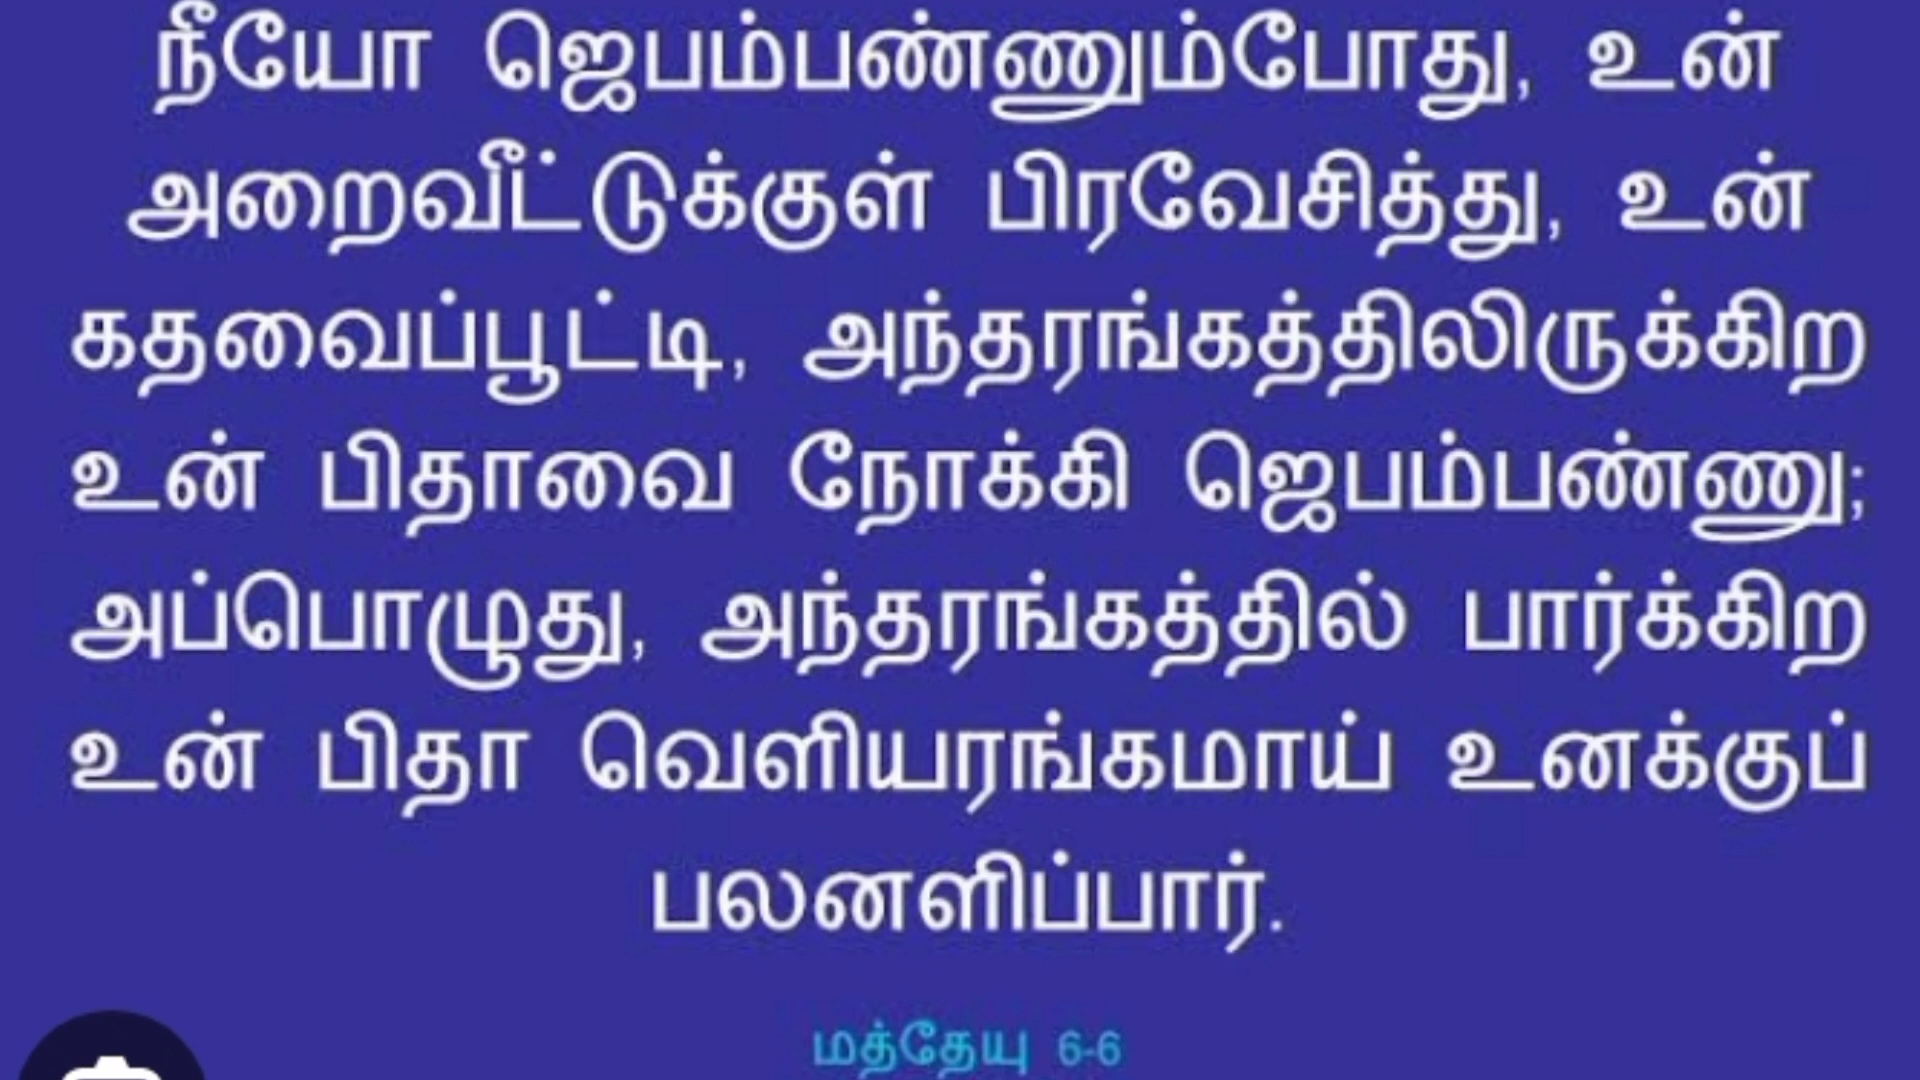 நீயோ ஜெபம்பண்ணும்போது, உன்
அறைவீட்டுக்குள் பிரவேசித்து, உன்
கதவைப்பூட்டி, அந்தரங்கத்திலிருக்கிற
உன் பிதாவை நோக்கி ஜெபம்பண்ணு;
அப்பொழுது, அந்தரங்கத்தில் பார்க்கிற
உன் பிதா வெளியரங்கமாய் உனக்குப்
பலனளிப்பார்.
மத்தேயு 6-6